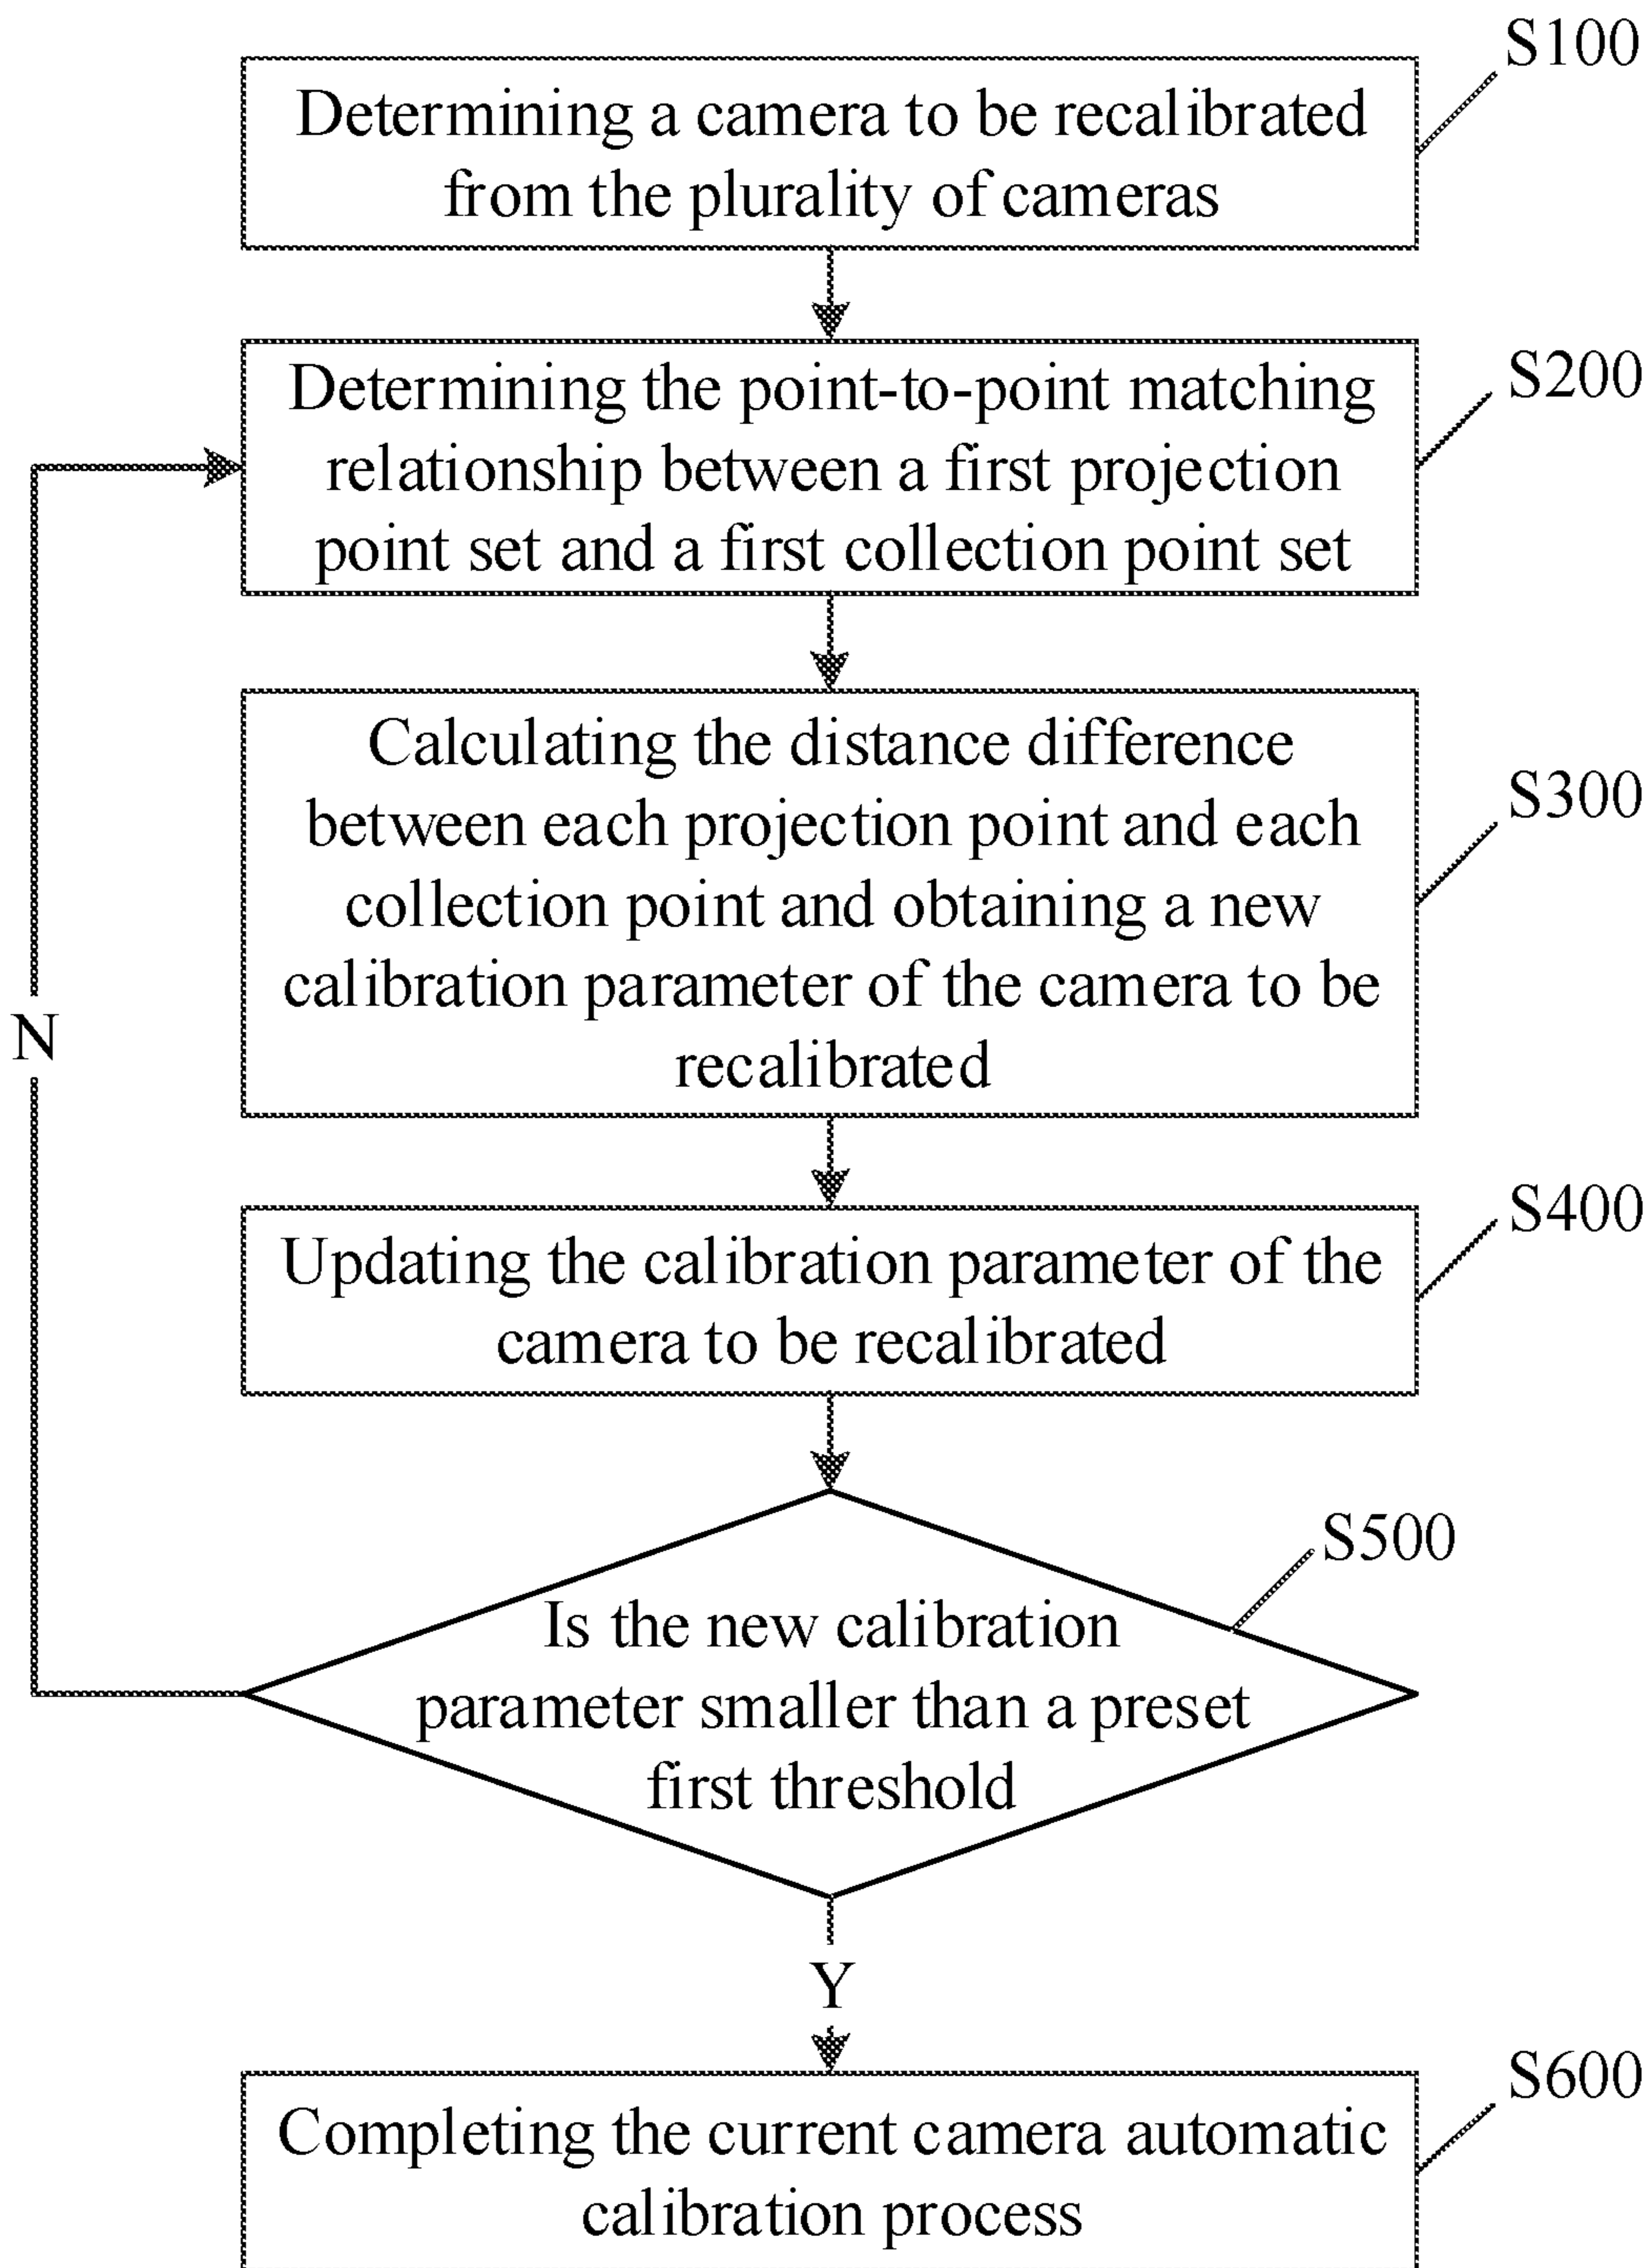 S100
Determining a camera to be recalibrated
from the plurality of cameras
S200
Determining the point-to-point matching
relationship between a first projection
point set and a first collection point set
S300
Calculating the distance difference
between each projection point and each
collection point and obtaining a new
calibration parameter of the camera to be
recalibrated
N
S400
Updating the calibration parameter of the
camera to be recalibrated
S500
Is the new calibration
parameter smaller than a preset
first threshold
Y
S600
Completing the current camera automatic
calibration process